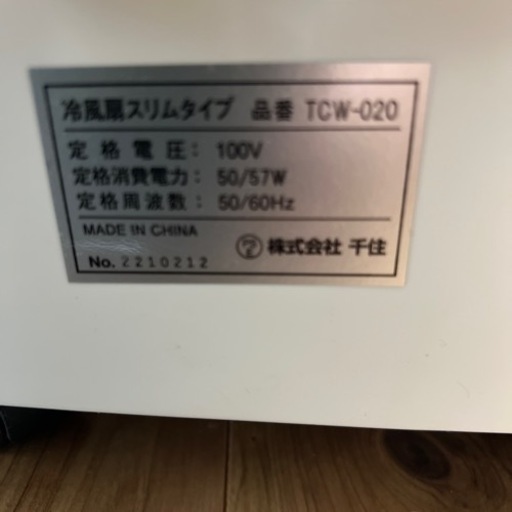 冷風扇スリムタイプ 品番 TCW-020
定格電圧: 100V
定格消費電力: 50/57W
定格周波数: 50/60Hz
MADE IN CHINA
株式会社 千住
No. 2210212